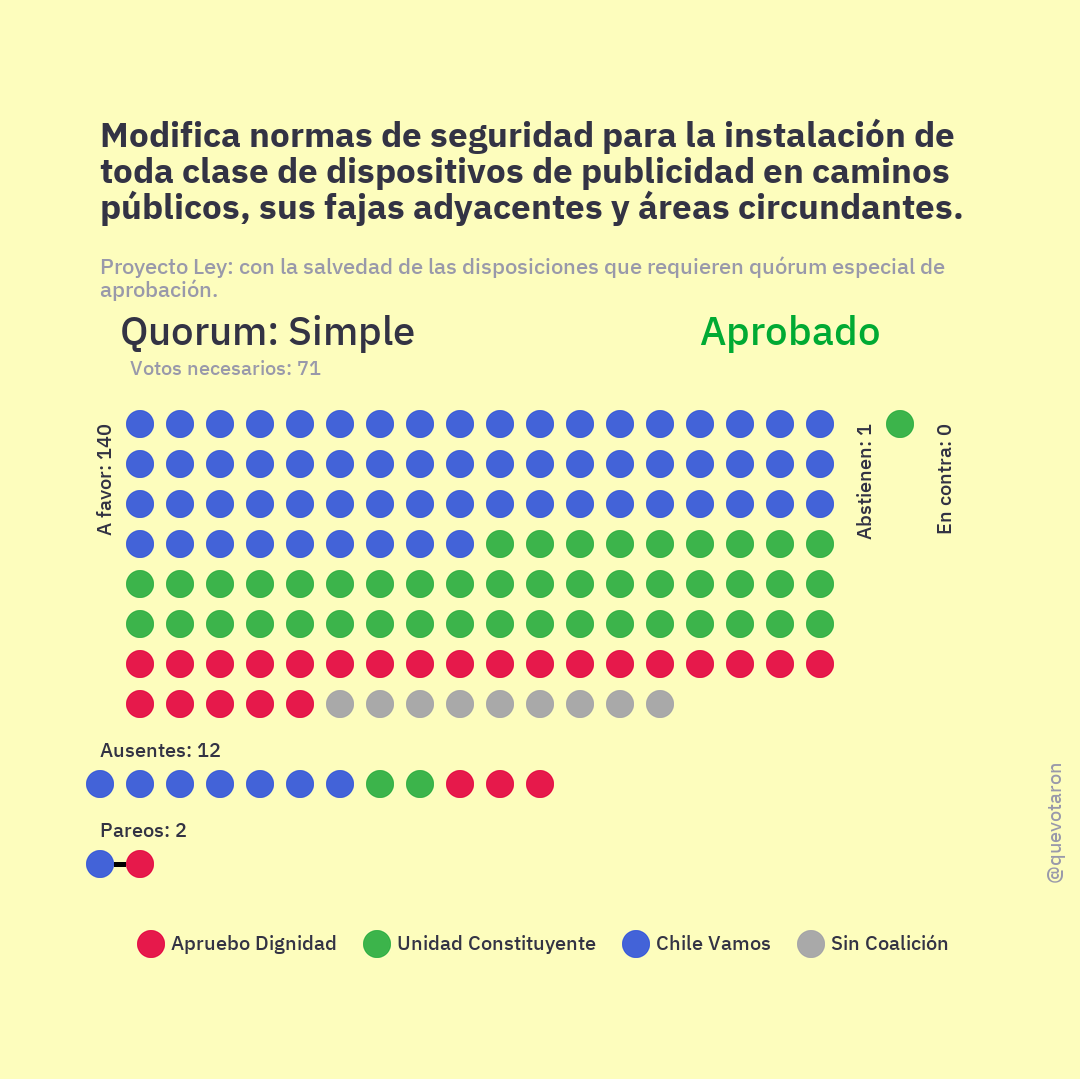 Modifica normas de seguridad para la instalación de
toda clase de dispositivos de publicidad en caminos
públicos, sus fajas adyacentes y áreas circundantes.
Proyecto Ley: con la salvedad de las disposiciones que requieren quórum especial de
aprobación.
Quorum: Simple
Aprobado
Votos necesarios: 71
A favor: 140
Abstienen: 1
En contra: 0
Ausentes: 12
Pareos: 2
@quevotaron
Apruebo Dignidad
Unidad Constituyente
Chile Vamos
Sin Coalición